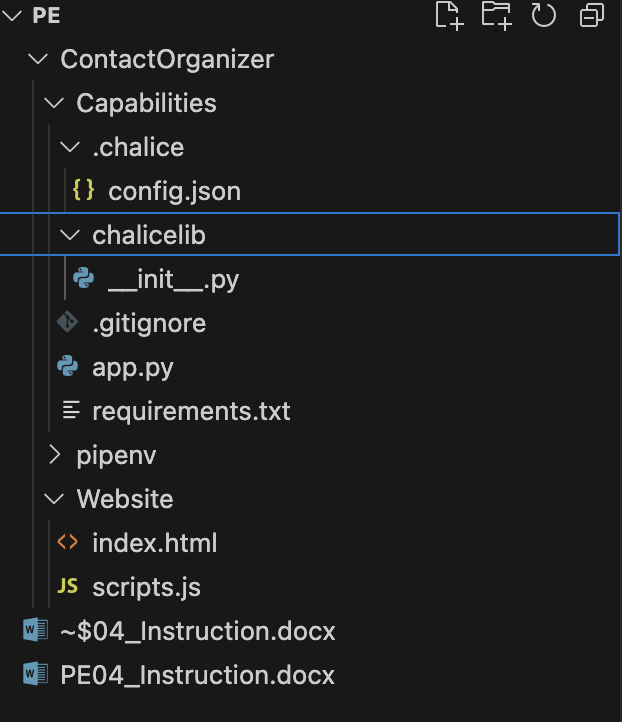 PE
ContactOrganizer
Capabilities
.chalice
{} config.json
chalicelib
__init__.py
.gitignore
app.py
requirements.txt
pipenv
Website
<> index.html
JS scripts.js
W ~$04_Instruction.docx
W PE04_Instruction.docx